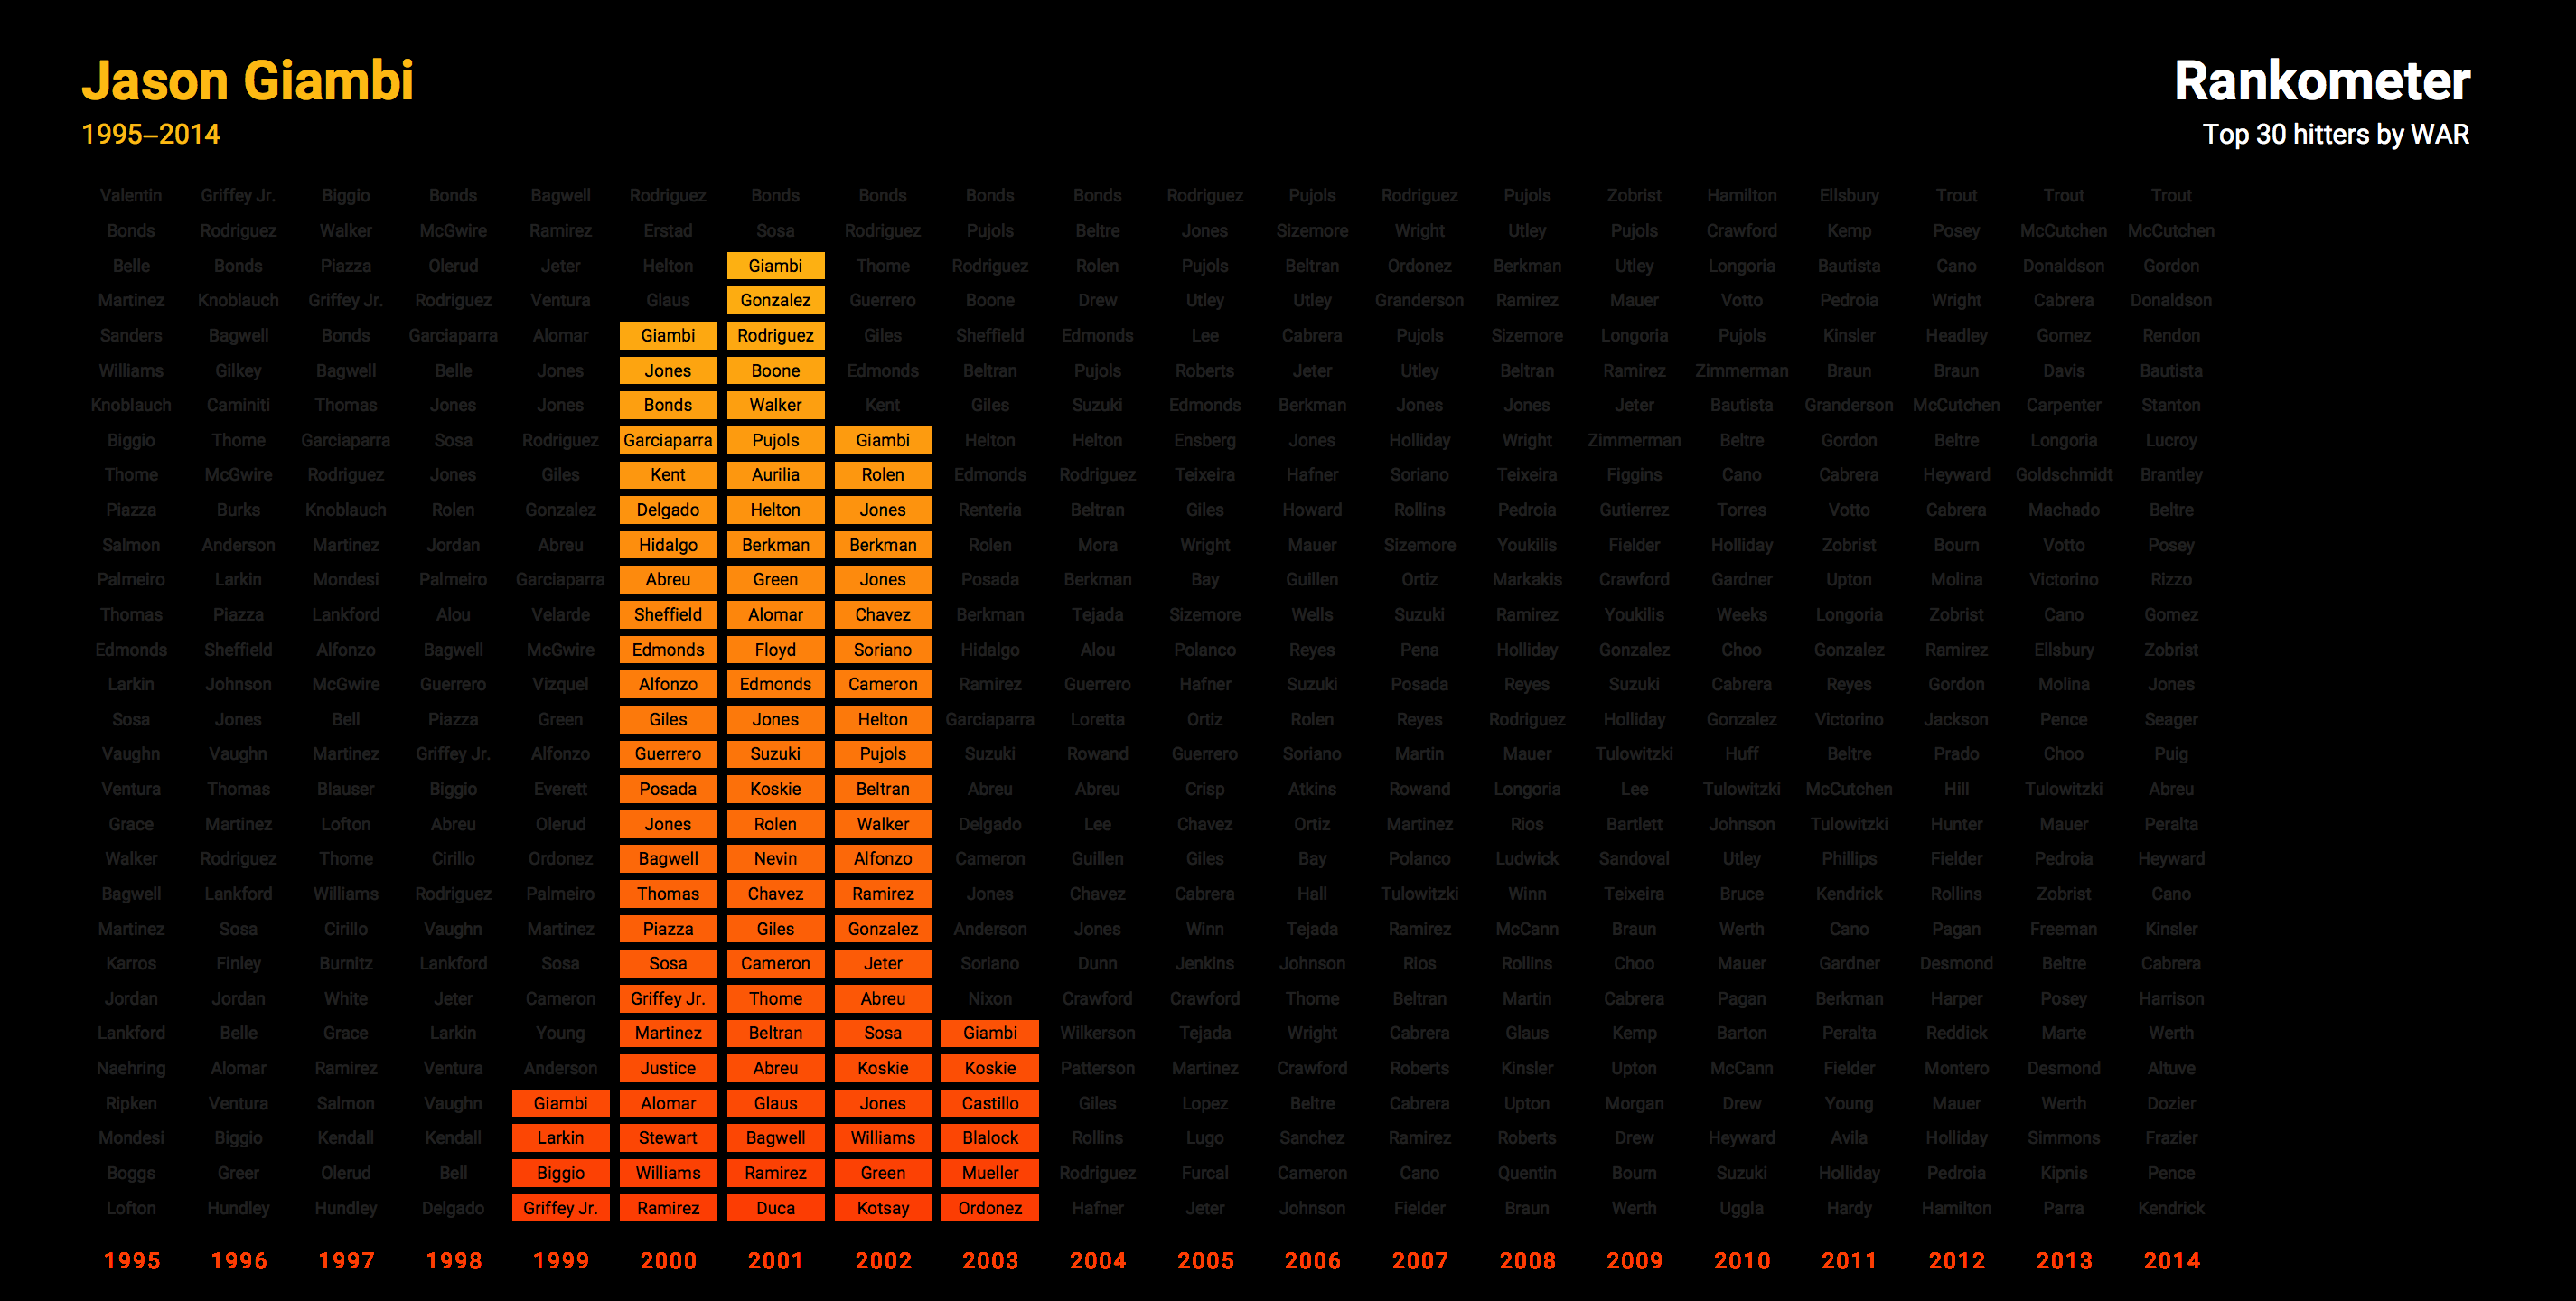 Jason Giambi
1995–2014
Rankometer
Top 30 hitters by WAR
Valentin Griffey Jr. Biggio Bonds Bagwell Rodriguez Bonds Bonds Bonds Bonds Rodriguez Pujols Rodriguez Pujols Zobrist Hamilton Ellsbury Trout Trout Trout
Bonds Rodriguez Walker McGwire Ramirez Erstad Sosa Rodriguez Pujols Beltre Jones Sizemore Wright Utley Pujols Crawford Kemp Posey McCutchen McCutchen
Belle Bonds Piazza Olerud Jeter Helton Giambi Thome Rodriguez Rolen Pujols Beltran Ordonez Berkman Utley Longoria Bautista Cano Donaldson Gordon
Martinez Knoblauch Griffey Jr. Rodriguez Ventura Glaus Gonzalez Guerrero Boone Drew Utley Utley Granderson Ramirez Mauer Votto Pedroia Wright Cabrera Donaldson
Sanders Bagwell Bonds Garciaparra Alomar Giambi Rodriguez Giles Sheffield Edmonds Lee Cabrera Pujols Sizemore Longoria Pujols Kinsler Headley Gomez Rendon
Williams Gilkey Bagwell Belle Jones Jones Boone Edmonds Beltran Pujols Roberts Jeter Utley Beltran Ramirez Zimmerman Braun Braun Davis Bautista
Knoblauch Caminiti Thomas Jones Jones Bonds Walker Kent Giles Suzuki Edmonds Berkman Jones Jones Jeter Bautista Granderson McCutchen Carpenter Stanton
Biggio Thome Garciaparra Sosa Rodriguez Garciaparra Pujols Giambi Helton Helton Ensberg Jones Holliday Wright Zimmerman Beltre Gordon Beltre Longoria Lucroy
Thome McGwire Rodriguez Jones Giles Kent Aurilia Rolen Edmonds Rodriguez Teixeira Hafner Soriano Teixeira Figgins Cano Cabrera Heyward Goldschmidt Brantley
Piazza Burks Knoblauch Rolen Gonzalez Delgado Helton Jones Renteria Beltran Giles Howard Rollins Pedroia Gutierrez Torres Votto Cabrera Machado Beltre
Salmon Anderson Martinez Jordan Abreu Hidalgo Berkman Berkman Rolen Mora Wright Mauer Sizemore Youkilis Fielder Holliday Zobrist Bourn Votto Posey
Palmeiro Larkin Mondesi Palmeiro Garciaparra Abreu Green Jones Posada Berkman Bay Guillen Ortiz Markakis Crawford Gardner Upton Molina Victorino Rizzo
Thomas Piazza Lankford Alou Velarde Sheffield Alomar Chavez Berkman Tejada Sizemore Wells Suzuki Ramirez Youkilis Weeks Longoria Zobrist Cano Gomez
Edmonds Sheffield Alfonzo Bagwell McGwire Edmonds Floyd Soriano Hidalgo Alou Polanco Reyes Pena Holliday Gonzalez Choo Gonzalez Ramirez Ellsbury Zobrist
Larkin Johnson McGwire Guerrero Vizquel Alfonzo Edmonds Cameron Ramirez Guerrero Hafner Suzuki Posada Reyes Suzuki Cabrera Reyes Gordon Molina Jones
Sosa Jones Bell Piazza Green Giles Jones Helton Garciaparra Loretta Ortiz Rolen Reyes Rodriguez Holliday Gonzalez Victorino Jackson Pence Seager
Vaughn Vaughn Martinez Griffey Jr. Alfonzo Guerrero Suzuki Pujols Suzuki Rowand Guerrero Soriano Martin Mauer Tulowitzki Huff Beltre Prado Choo Puig
Ventura Thomas Blauser Biggio Everett Posada Koskie Beltran Abreu Abreu Crisp Atkins Rowand Longoria Lee Tulowitzki McCutchen Hill Tulowitzki Abreu
Grace Martinez Lofton Abreu Olerud Jones Rolen Walker Delgado Lee Chavez Ortiz Martinez Rios Bartlett Johnson Tulowitzki Hunter Mauer Peralta
Walker Rodriguez Thome Cirillo Ordonez Bagwell Nevin Alfonzo Cameron Guillen Giles Bay Polanco Ludwick Sandoval Utley Phillips Fielder Pedroia Heyward
Bagwell Lankford Williams Rodriguez Palmeiro Thomas Chavez Ramirez Jones Chavez Cabrera Hall Tulowitzki Winn Teixeira Bruce Kendrick Rollins Zobrist Cano
Martinez Sosa Cirillo Vaughn Martinez Piazza Giles Gonzalez Anderson Jones Winn Tejada Ramirez McCann Braun Werth Cano Pagan Freeman Kinsler
Karros Finley Burnitz Lankford Sosa Sosa Cameron Jeter Soriano Dunn Jenkins Johnson Rios Rollins Choo Mauer Gardner Desmond Beltre Cabrera
Jordan Jordan White Jeter Cameron Griffey Jr. Thome Abreu Nixon Crawford Crawford Thome Beltran Martin Cabrera Pagan Berkman Harper Posey Harrison
Lankford Belle Grace Larkin Young Martinez Beltran Sosa Giambi Wilkerson Tejada Wright Cabrera Glaus Kemp Barton Peralta Reddick Marte Werth
Naehring Alomar Ramirez Ventura Anderson Justice Abreu Koskie Koskie Patterson Martinez Crawford Roberts Kinsler Upton McCann Fielder Montero Desmond Altuve
Ripken Ventura Salmon Vaughn Giambi Alomar Glaus Jones Castillo Giles Lopez Beltre Cabrera Upton Morgan Drew Young Mauer Werth Dozier
Mondesi Biggio Kendall Kendall Larkin Stewart Bagwell Williams Blalock Rollins Lugo Sanchez Ramirez Roberts Drew Heyward Avila Holliday Simmons Frazier
Boggs Greer Olerud Bell Biggio Williams Ramirez Green Mueller Rodriguez Furcal Cameron Cano Quentin Bourn Suzuki Holliday Pedroia Kipnis Pence
Lofton Hundley Hundley Delgado Griffey Jr. Ramirez Duca Kotsay Ordonez Hafner Jeter Johnson Fielder Braun Werth Uggla Hardy Hamilton Parra Kendrick
1995 1996 1997 1998 1999 2000 2001 2002 2003 2004 2005 2006 2007 2008 2009 2010 2011 2012 2013 2014